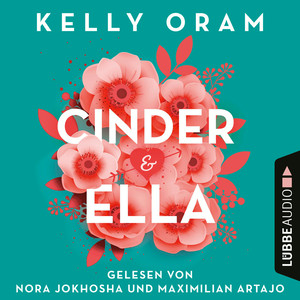 KELLY ORAM
CINDER
&
ELLA
LÜBBE AUDIO
GELESEN VON
NORA JOKHOSHA UND MAXIMILIAN ARTAJO